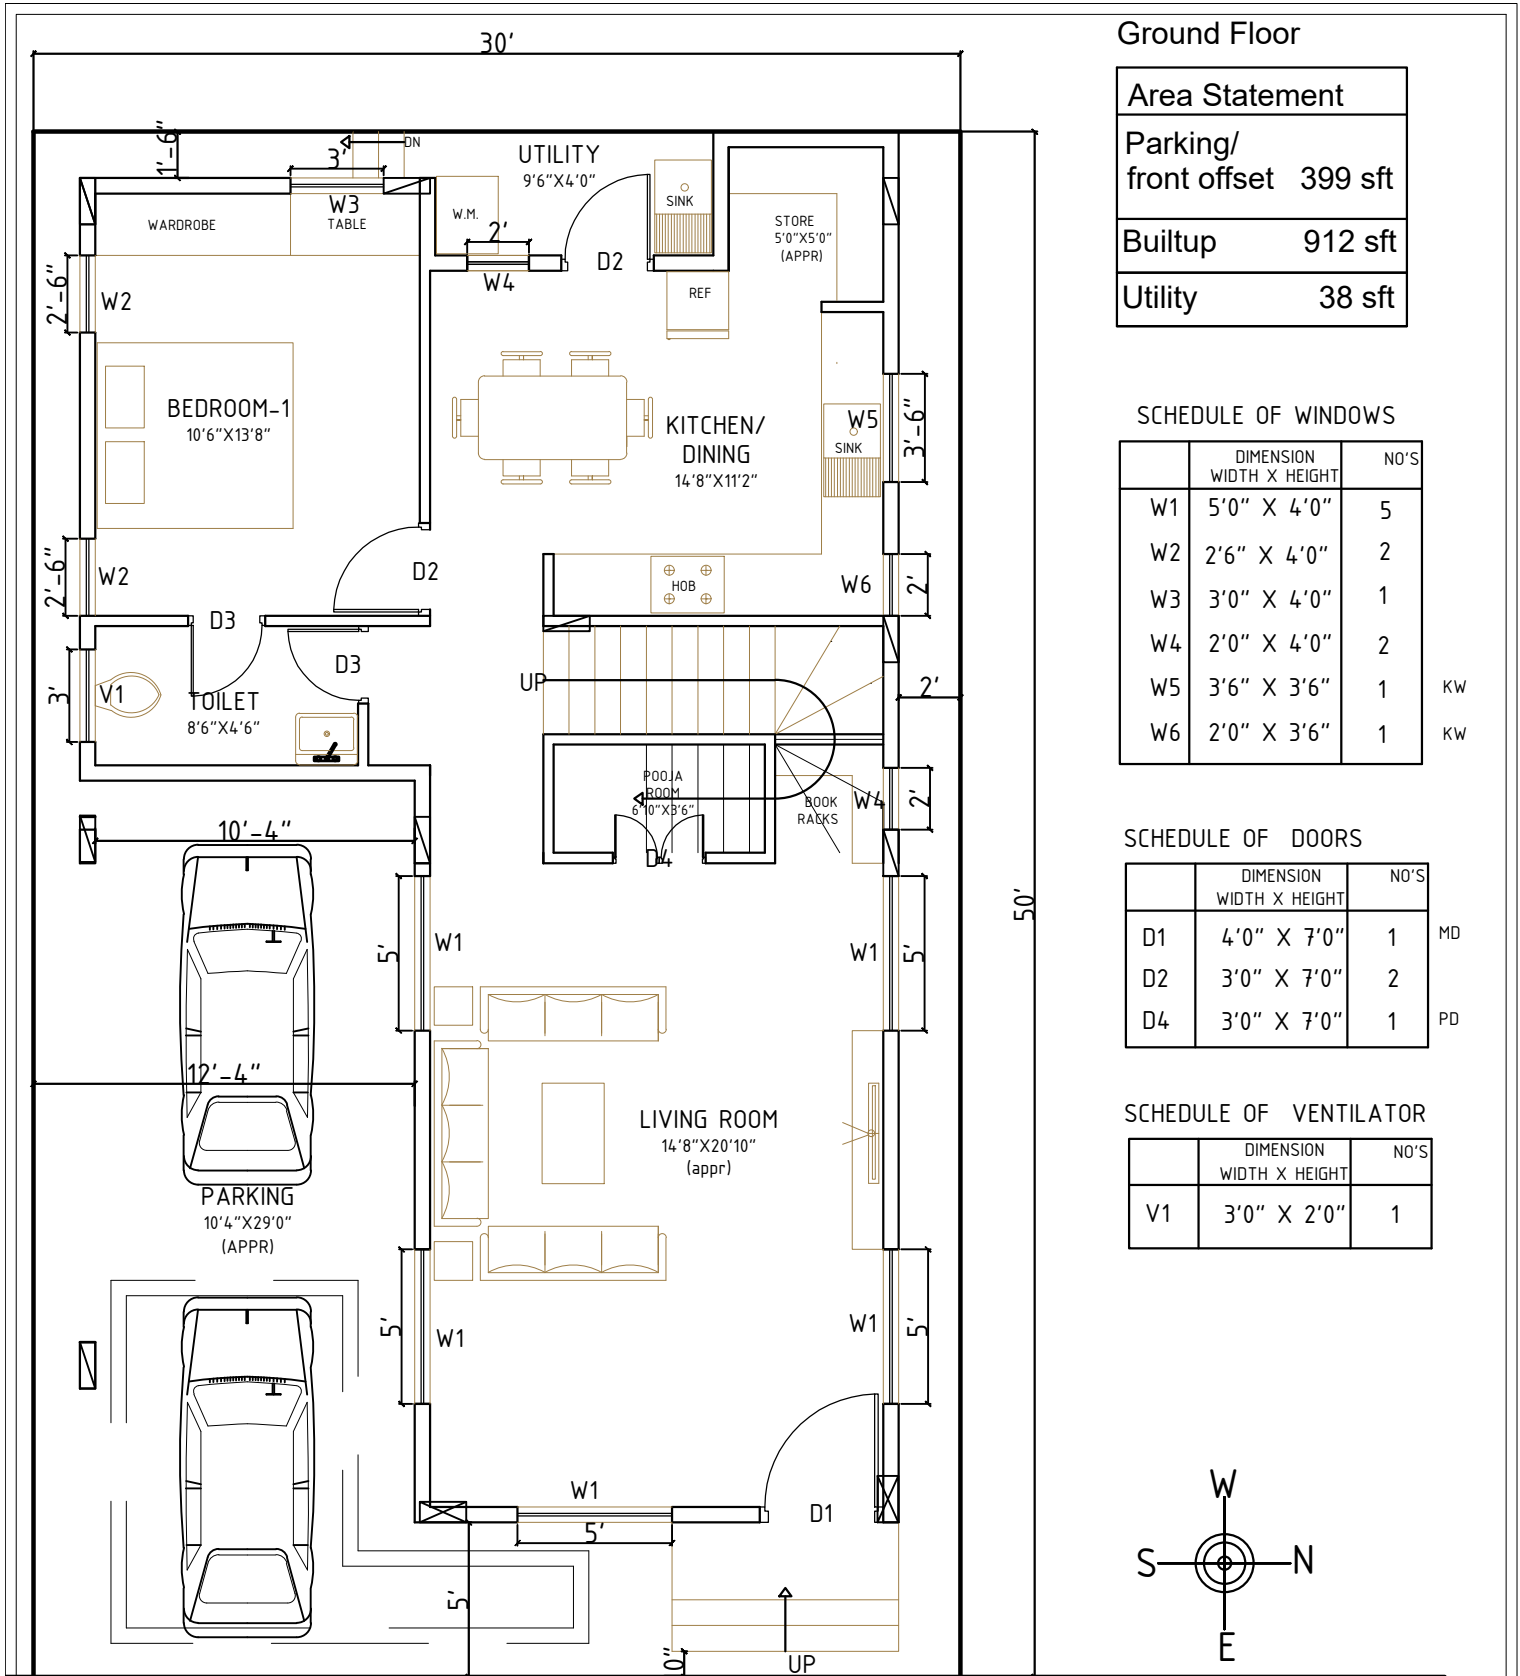 Ground Floor
Area Statement
Parking/
front offset 399 sft
Builtup 912 sft
Utility 38 sft
30'
1'-6"
3'
DN
UTILITY
9'6"X4'0"
SINK
W3
TABLE
WARDROBE
W.M.
2'
W4
D2
STORE
5'0"X5'0"
(APPR)
REF
2'-6"
W2
BEDROOM-1
10'6"X13'8"
KITCHEN/
DINING
14'8"X11'2"
W5
SINK
3'-6"
2'-6"
W2
D2
HOB
W6
2'
D3
D3
3'
V1
TOILET
8'6"X4'6"
UP
2'
POOJA
ROOM
6'10"X3'6"
BOOK
RACKS
W4
2'
D4
10'-4"
50'
5'
W1
W1
5'
12'-4"
LIVING ROOM
14'8"X20'10"
(appr)
PARKING
10'4"X29'0"
(APPR)
5'
W1
W1
5'
W1
5'
D1
5'
0"
UP
SCHEDULE OF WINDOWS
DIMENSION NO'S
WIDTH X HEIGHT
W1 5'0" X 4'0" 5
W2 2'6" X 4'0" 2
W3 3'0" X 4'0" 1
W4 2'0" X 4'0" 2
W5 3'6" X 3'6" 1 KW
W6 2'0" X 3'6" 1 KW
SCHEDULE OF DOORS
DIMENSION NO'S
WIDTH X HEIGHT
D1 4'0" X 7'0" 1 MD
D2 3'0" X 7'0" 2
D4 3'0" X 7'0" 1 PD
SCHEDULE OF VENTILATOR
DIMENSION NO'S
WIDTH X HEIGHT
V1 3'0" X 2'0" 1
W
S N
E